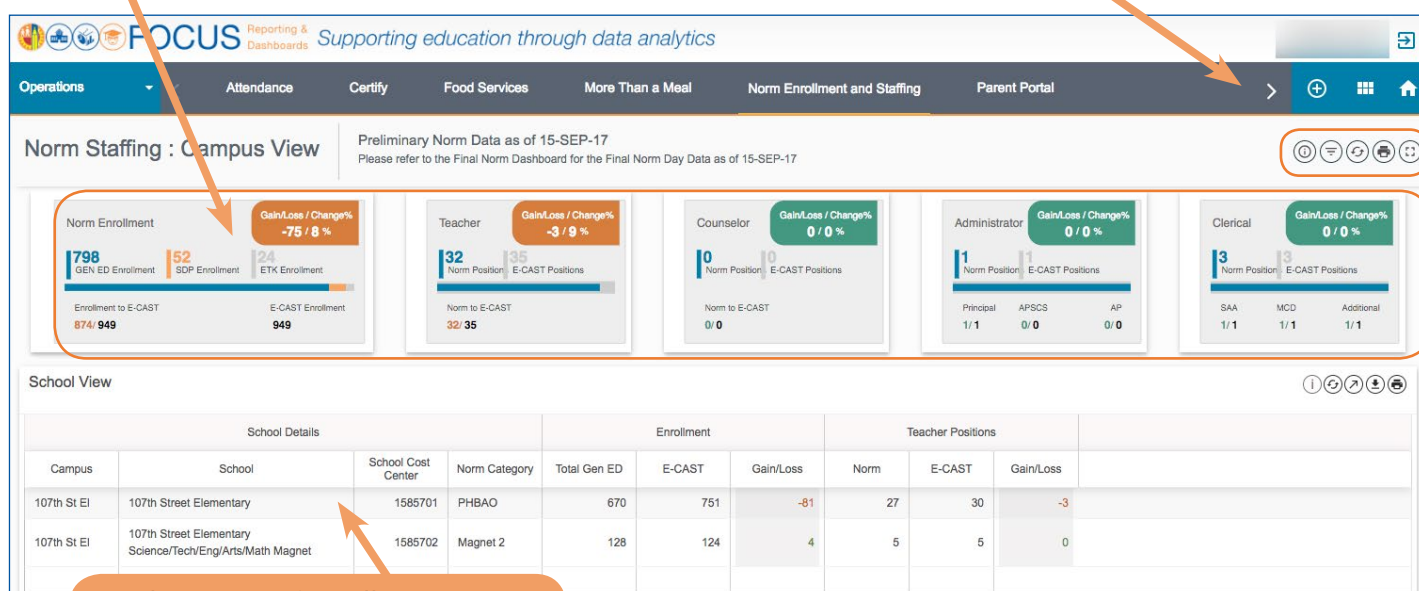 FOCUS Reporting & Dashboards Supporting education through data analytics
Operations Attendance Certify Food Services More Than a Meal Norm Enrollment and Staffing Parent Portal
Norm Staffing : Campus View
Preliminary Norm Data as of 15-SEP-17
Please refer to the Final Norm Dashboard for the Final Norm Day Data as of 15-SEP-17
Norm Enrollment
Gain/Loss / Change%
-75 / 8 %
798 52 24
GEN ED Enrollment SDP Enrollment ETK Enrollment
Enrollment to E-CAST E-CAST Enrollment
874/ 949 949
Teacher
Gain/Loss / Change%
-3 / 9 %
32 35
Norm Position E-CAST Positions
Norm to E-CAST
32/ 35
Counselor
Gain/Loss / Change%
0 / 0 %
0 0
Norm Position E-CAST Positions
Norm to E-CAST
0/ 0
Administrator
Gain/Loss / Change%
0 / 0 %
1 1
Norm Position E-CAST Positions
Principal APSCS AP
1/ 1 0/ 0 0/ 0
Clerical
Gain/Loss / Change%
0 / 0 %
3 3
Norm Position E-CAST Positions
SAA MCD Additional
1/ 1 1/ 1 1/ 1
School View
School Details Enrollment Teacher Positions
Campus School School Cost Center Norm Category Total Gen ED E-CAST Gain/Loss Norm E-CAST Gain/Loss
107th St El 107th Street Elementary 1585701 PHBAO 670 751 -81 27 30 -3
107th St El 107th Street Elementary Science/Tech/Eng/Arts/Math Magnet 1585702 Magnet 2 128 124 4 5 5 0